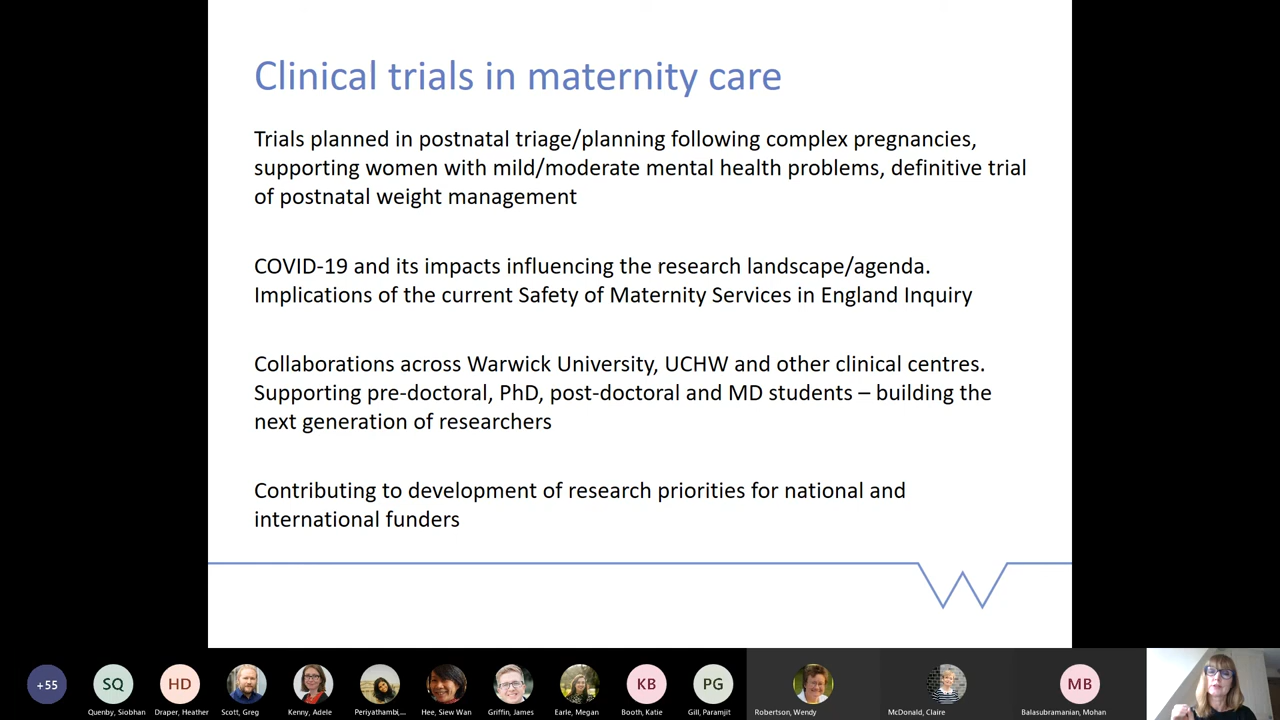 Clinical trials in maternity care
Trials planned in postnatal triage/planning following complex pregnancies,
supporting women with mild/moderate mental health problems, definitive trial
of postnatal weight management
COVID-19 and its impacts influencing the research landscape/agenda.
Implications of the current Safety of Maternity Services in England Inquiry
Collaborations across Warwick University, UCHW and other clinical centres.
Supporting pre-doctoral, PhD, post-doctoral and MD students – building the
next generation of researchers
Contributing to development of research priorities for national and
international funders
+55
SQ
HD
KB
PG
MB
Quenby, Siobhan
Draper, Heather
Scott, Greg
Kenny, Adele
Periyathambi,...
Hee, Siew Wan
Griffin, James
Earle, Megan
Booth, Katie
Gill, Paramjit
Robertson, Wendy
McDonald, Claire
Balasubramanian, Mohan